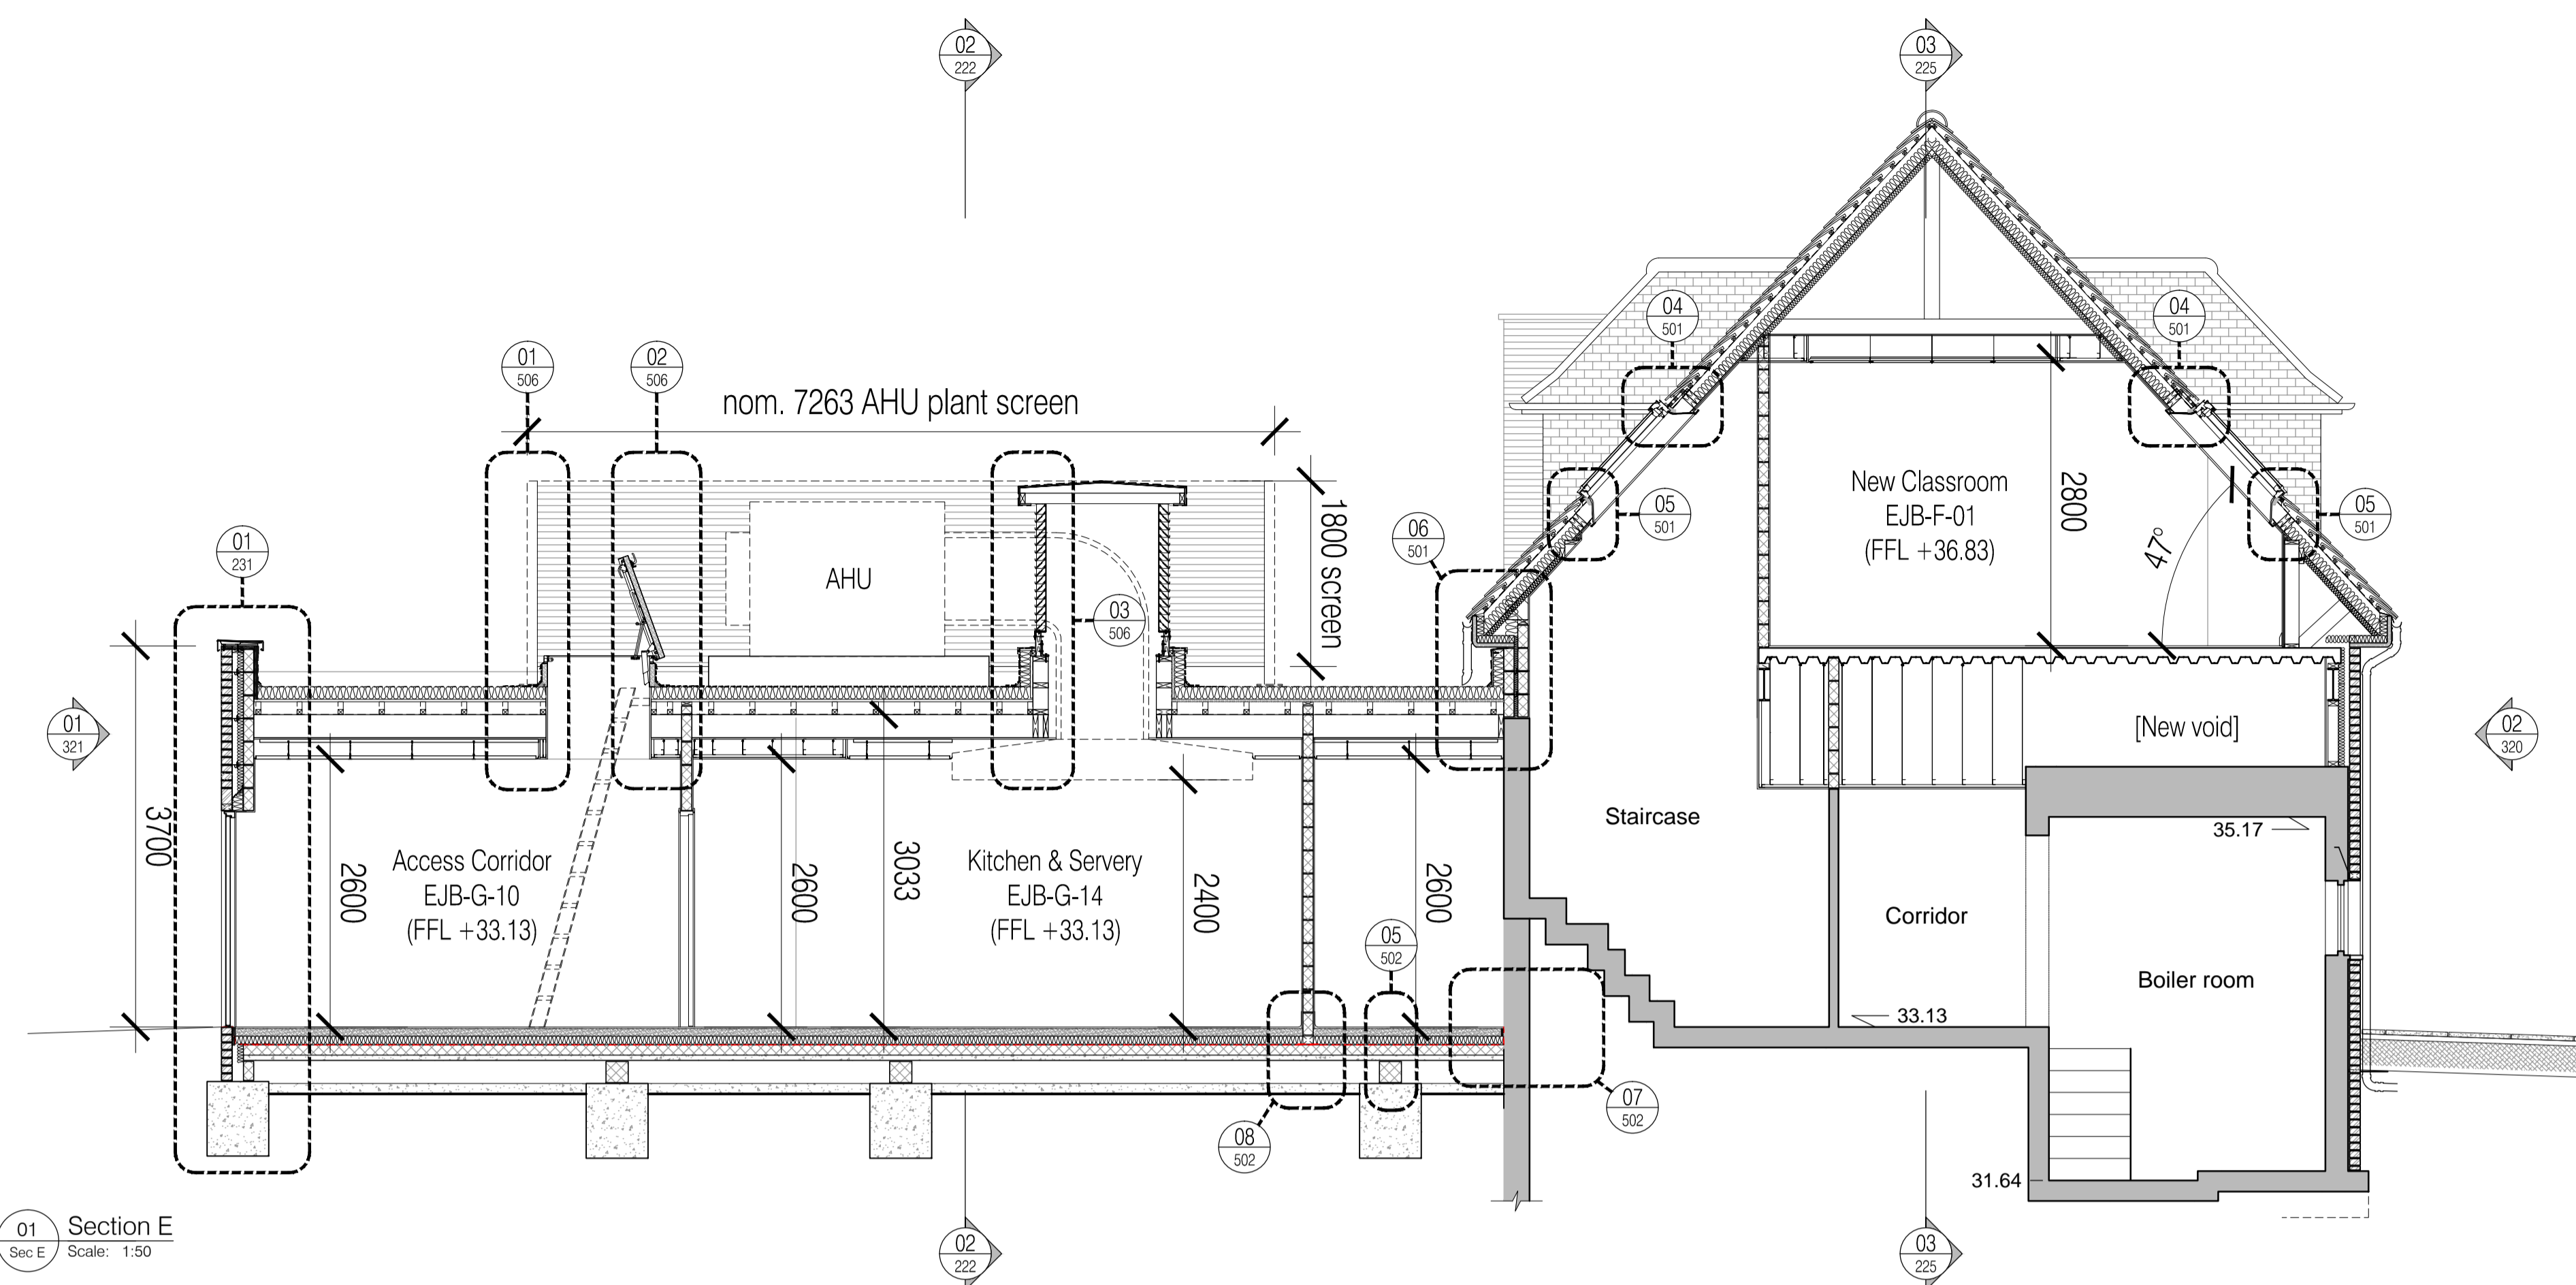 02
222
03
225
04
501
04
501
01
506
02
506
nom. 7263 AHU plant screen
New Classroom
EJB-F-01
(FFL +36.83)
2800
05
501
05
501
1800 screen
06
501
47°
01
231
AHU
03
506
01
321
[New void]
02
320
3700
Staircase
35.17
2600
Access Corridor
EJB-G-10
(FFL +33.13)
2600
3033
Kitchen & Servery
EJB-G-14
(FFL +33.13)
2400
2600
Corridor
05
502
Boiler room
33.13
07
502
08
502
31.64
01
Sec E
Section E
Scale: 1:50
02
222
03
225